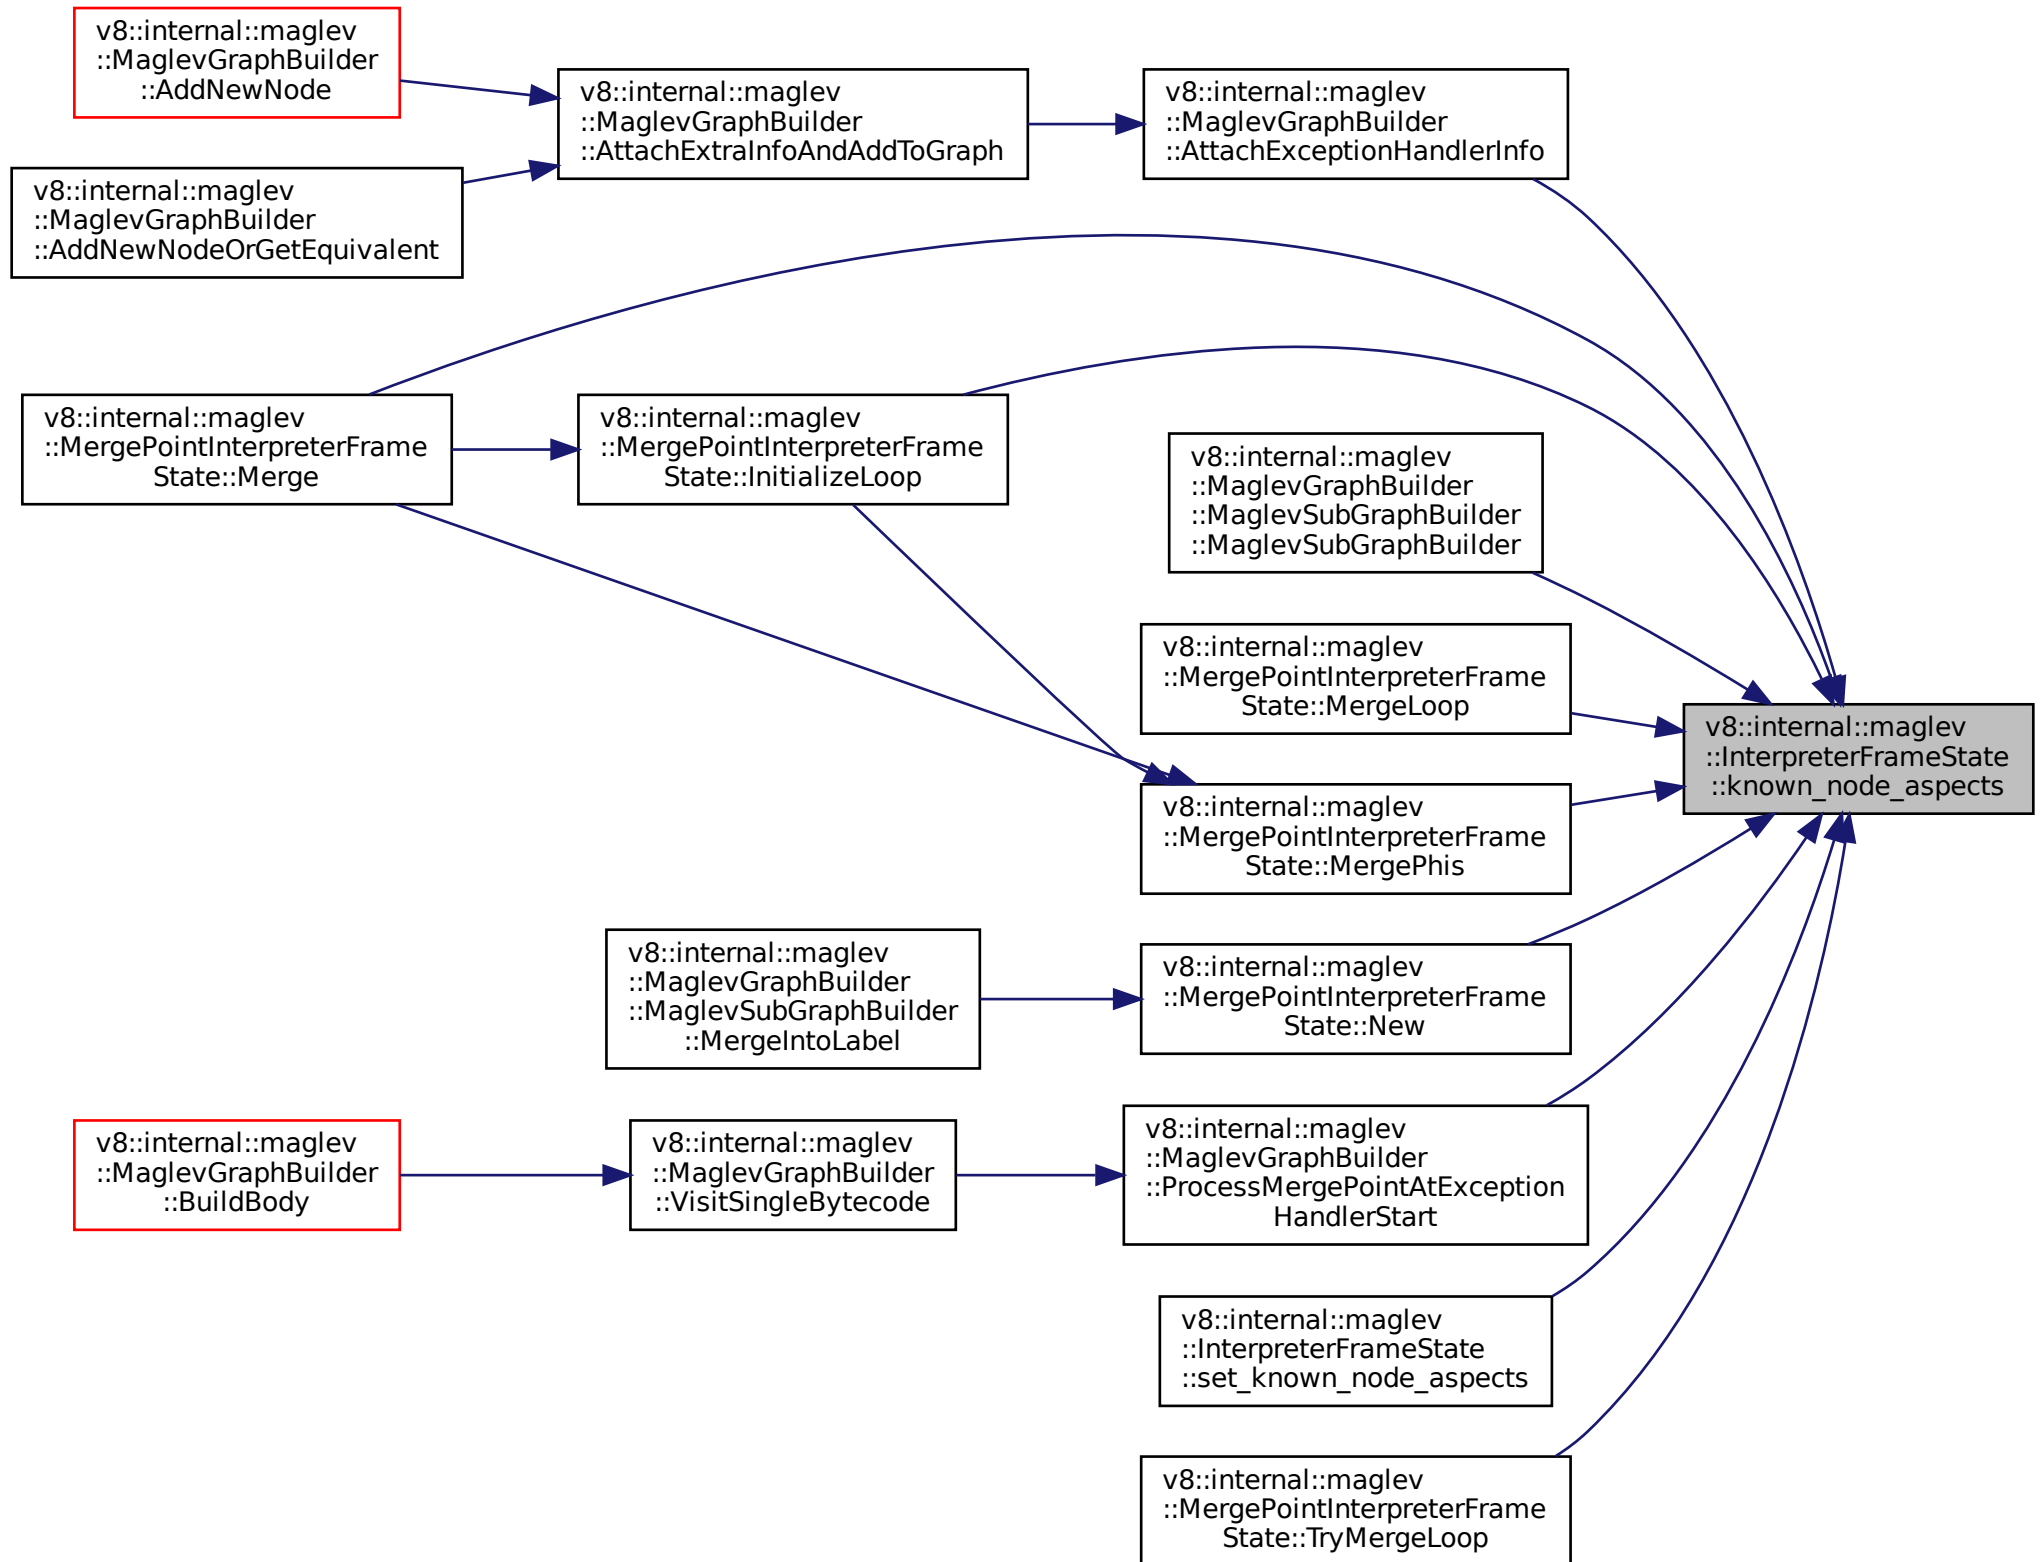 v8::internal::maglev
::MaglevGraphBuilder
::AddNewNode
v8::internal::maglev
::MaglevGraphBuilder
::AttachExtraInfoAndAddToGraph
v8::internal::maglev
::MaglevGraphBuilder
::AttachExceptionHandlerInfo
v8::internal::maglev
::MaglevGraphBuilder
::AddNewNodeOrGetEquivalent
v8::internal::maglev
::MergePointInterpreterFrame
State::Merge
v8::internal::maglev
::MergePointInterpreterFrame
State::InitializeLoop
v8::internal::maglev
::MaglevGraphBuilder
::MaglevSubGraphBuilder
::MaglevSubGraphBuilder
v8::internal::maglev
::MergePointInterpreterFrame
State::MergeLoop
v8::internal::maglev
::InterpreterFrameState
::known_node_aspects
v8::internal::maglev
::MergePointInterpreterFrame
State::MergePhis
v8::internal::maglev
::MaglevGraphBuilder
::MaglevSubGraphBuilder
::MergeIntoLabel
v8::internal::maglev
::MergePointInterpreterFrame
State::New
v8::internal::maglev
::MaglevGraphBuilder
::BuildBody
v8::internal::maglev
::MaglevGraphBuilder
::VisitSingleBytecode
v8::internal::maglev
::MaglevGraphBuilder
::ProcessMergePointAtException
HandlerStart
v8::internal::maglev
::InterpreterFrameState
::set_known_node_aspects
v8::internal::maglev
::MergePointInterpreterFrame
State::TryMergeLoop